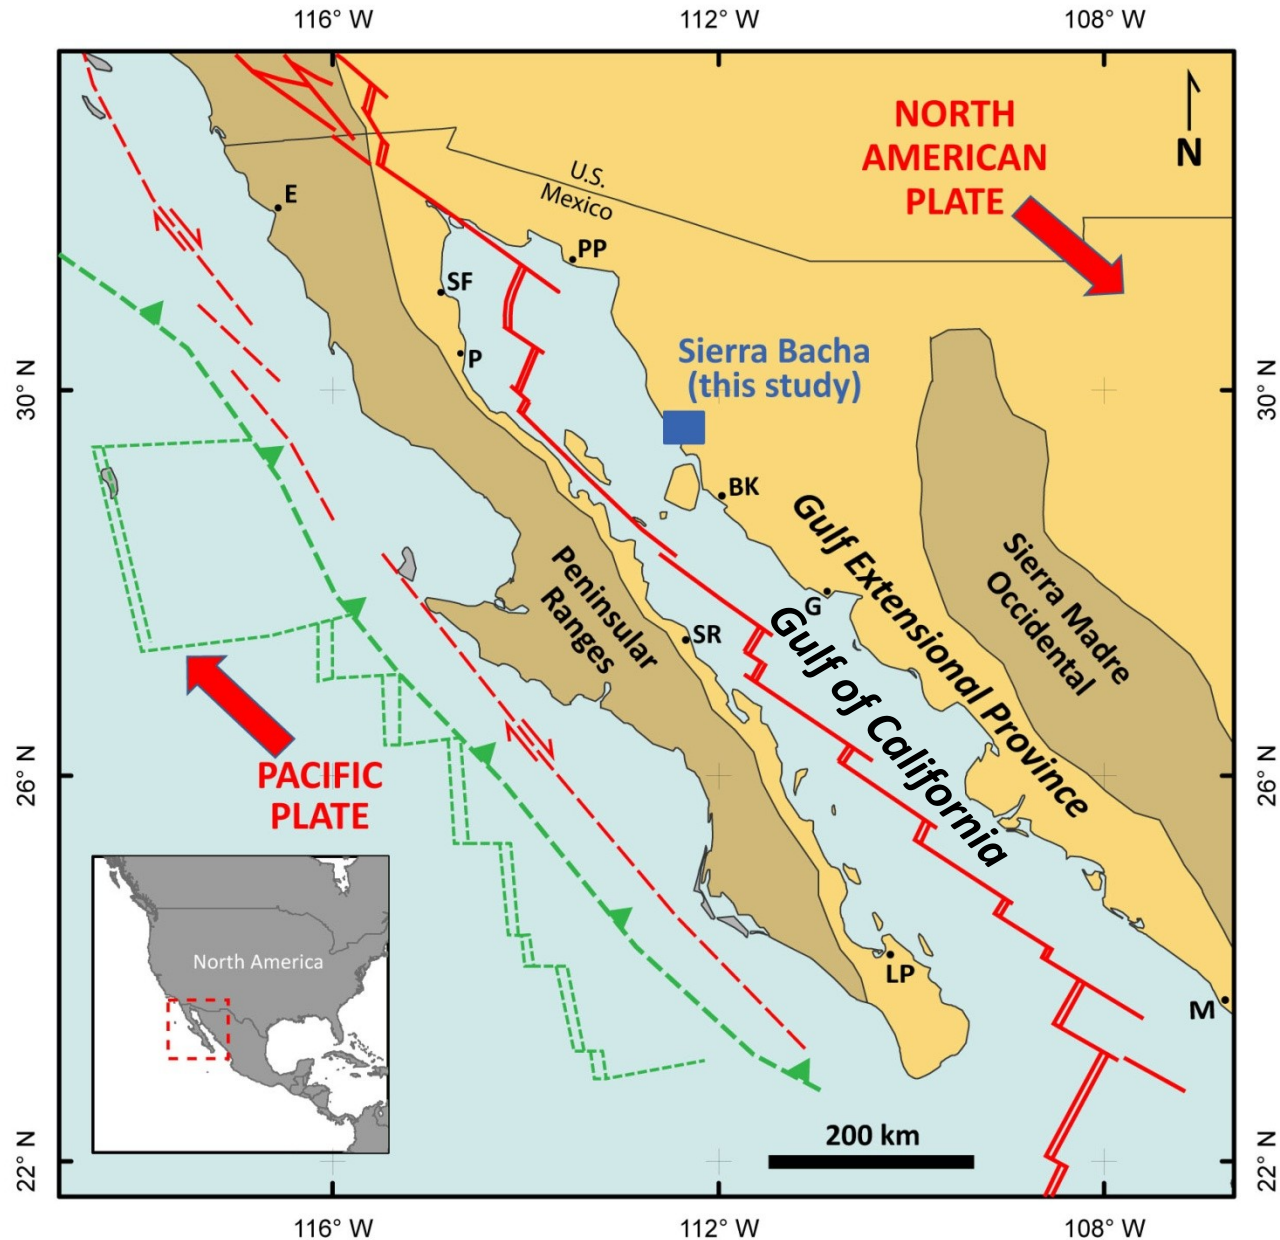 116° W
112° W
108° W
NORTH
AMERICAN
PLATE
N
U.S.
Mexico
E
PP
SF
P
Sierra Bacha
(this study)
30° N
30° N
BK
Gulf Extensional Province
Sierra Madre
Occidental
Peninsular
Ranges
G
SR
Gulf of California
26° N
26° N
PACIFIC
PLATE
North America
LP
M
200 km
22° N
22° N
116° W
112° W
108° W